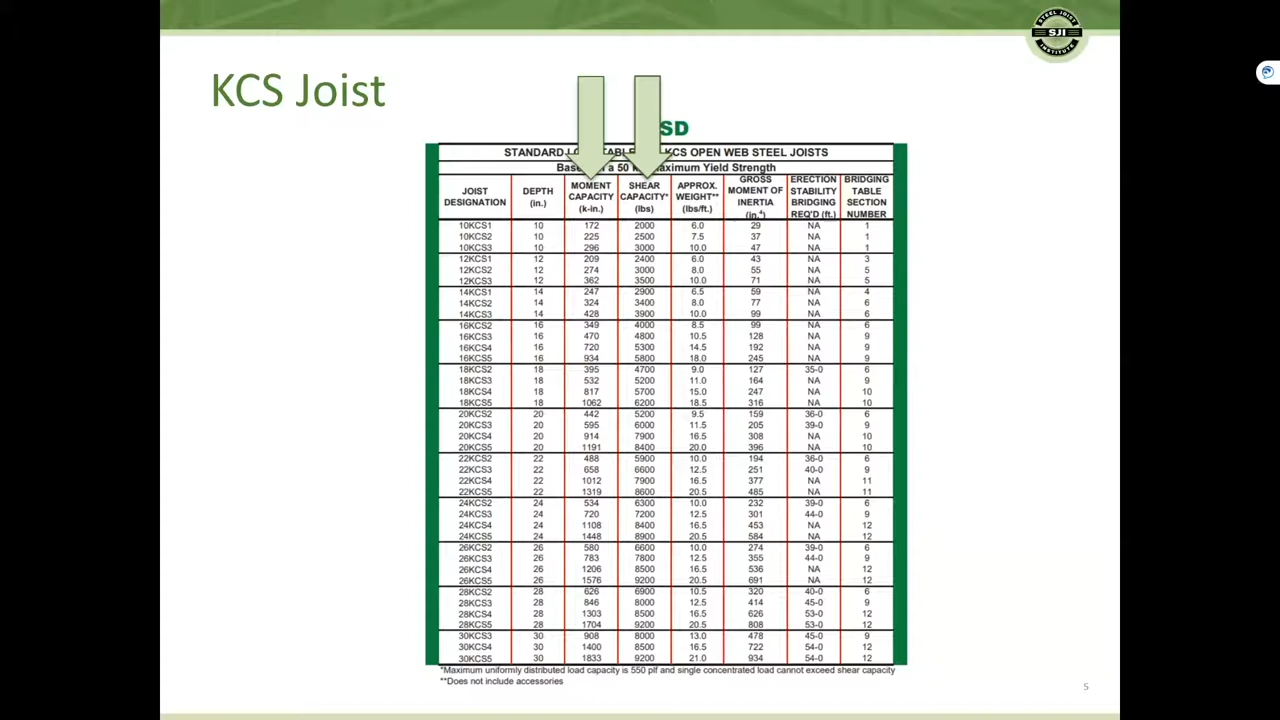 STEEL JOIST
SJI
INSTITUTE
KCS Joist
SD
STANDARD LO TABLE KCS OPEN WEB STEEL JOISTS
Base a 50 k Maximum Yield Strength
JOIST DESIGNATION DEPTH (in.) MOMENT CAPACITY (k-in.) SHEAR CAPACITY* (lbs) APPROX. WEIGHT** (lbs/ft.) GROSS MOMENT OF INERTIA (in.4) ERECTION STABILITY BRIDGING REQ'D (ft.) BRIDGING TABLE SECTION NUMBER
10KCS1 10 172 2000 6.0 29 NA 1
10KCS2 10 225 2500 7.5 37 NA 1
10KCS3 10 296 3000 10.0 47 NA 1
12KCS1 12 209 2400 6.0 43 NA 3
12KCS2 12 274 3000 8.0 55 NA 5
12KCS3 12 362 3500 10.0 71 NA 5
14KCS1 14 247 2900 6.5 59 NA 4
14KCS2 14 324 3400 8.0 77 NA 6
14KCS3 14 428 3900 10.0 99 NA 6
16KCS2 16 349 4000 8.5 99 NA 6
16KCS3 16 470 4800 10.5 128 NA 9
16KCS4 16 720 5300 14.5 192 NA 9
16KCS5 16 934 5800 18.0 245 NA 9
18KCS2 18 395 4700 9.0 127 35-0 6
18KCS3 18 532 5200 11.0 164 NA 9
18KCS4 18 817 5700 15.0 247 NA 10
18KCS5 18 1062 6200 18.5 316 NA 10
20KCS2 20 442 5200 9.5 159 36-0 6
20KCS3 20 595 6000 11.5 205 39-0 9
20KCS4 20 914 7900 16.5 308 NA 10
20KCS5 20 1191 8400 20.0 396 NA 10
22KCS2 22 488 5900 10.0 194 36-0 6
22KCS3 22 658 6600 12.5 251 40-0 9
22KCS4 22 1012 7900 16.5 377 NA 11
22KCS5 22 1319 8600 20.5 485 NA 11
24KCS2 24 534 6300 10.0 232 39-0 6
24KCS3 24 720 7200 12.5 301 44-0 9
24KCS4 24 1108 8400 16.5 453 NA 12
24KCS5 24 1448 8900 20.5 584 NA 12
26KCS2 26 580 6600 10.0 274 39-0 6
26KCS3 26 783 7800 12.5 355 44-0 9
26KCS4 26 1206 8500 16.5 536 NA 12
26KCS5 26 1576 9200 20.5 691 NA 12
28KCS2 28 626 6900 10.5 320 40-0 6
28KCS3 28 846 8000 12.5 414 45-0 9
28KCS4 28 1303 8500 16.5 626 53-0 12
28KCS5 28 1704 9200 20.5 808 53-0 12
30KCS3 30 908 8000 13.0 478 45-0 9
30KCS4 30 1400 8500 16.5 722 54-0 12
30KCS5 30 1833 9200 21.0 934 54-0 12
*Maximum uniformly distributed load capacity is 550 plf and single concentrated load cannot exceed shear capacity
**Does not include accessories
5